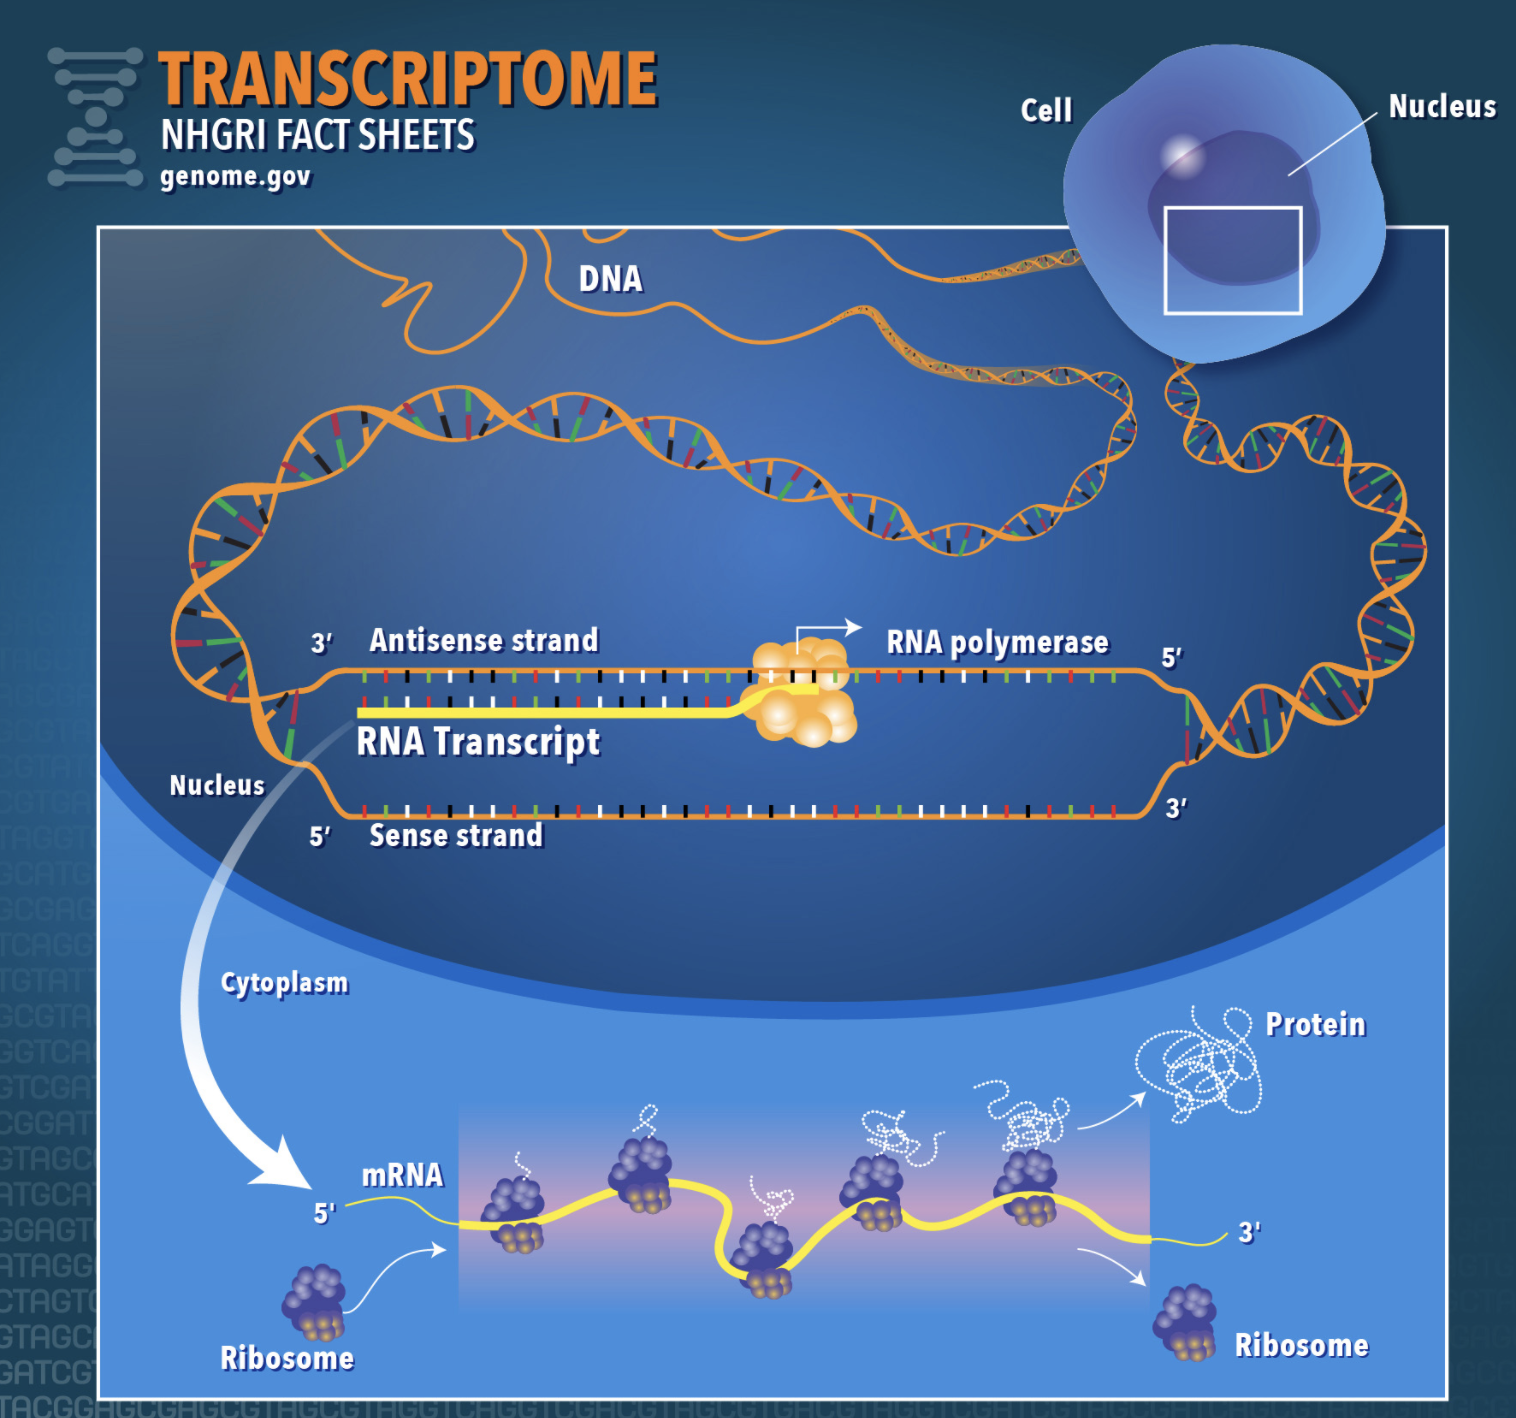 TRANSCRIPTOME
NHGRI FACT SHEETS
genome.gov
Cell
Nucleus
DNA
3'
Antisense strand
RNA polymerase
5'
RNA Transcript
Nucleus
5'
Sense strand
3'
Cytoplasm
Protein
mRNA
5'
3'
Ribosome
Ribosome